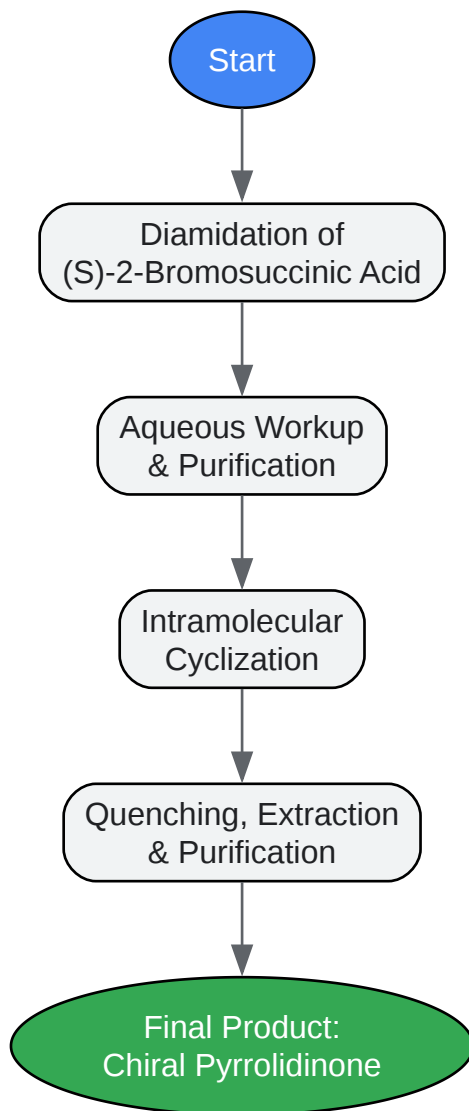 Start
Diamidation of
(S)-2-Bromosuccinic Acid
Aqueous Workup
& Purification
Intramolecular
Cyclization
Quenching, Extraction
& Purification
Final Product:
Chiral Pyrrolidinone